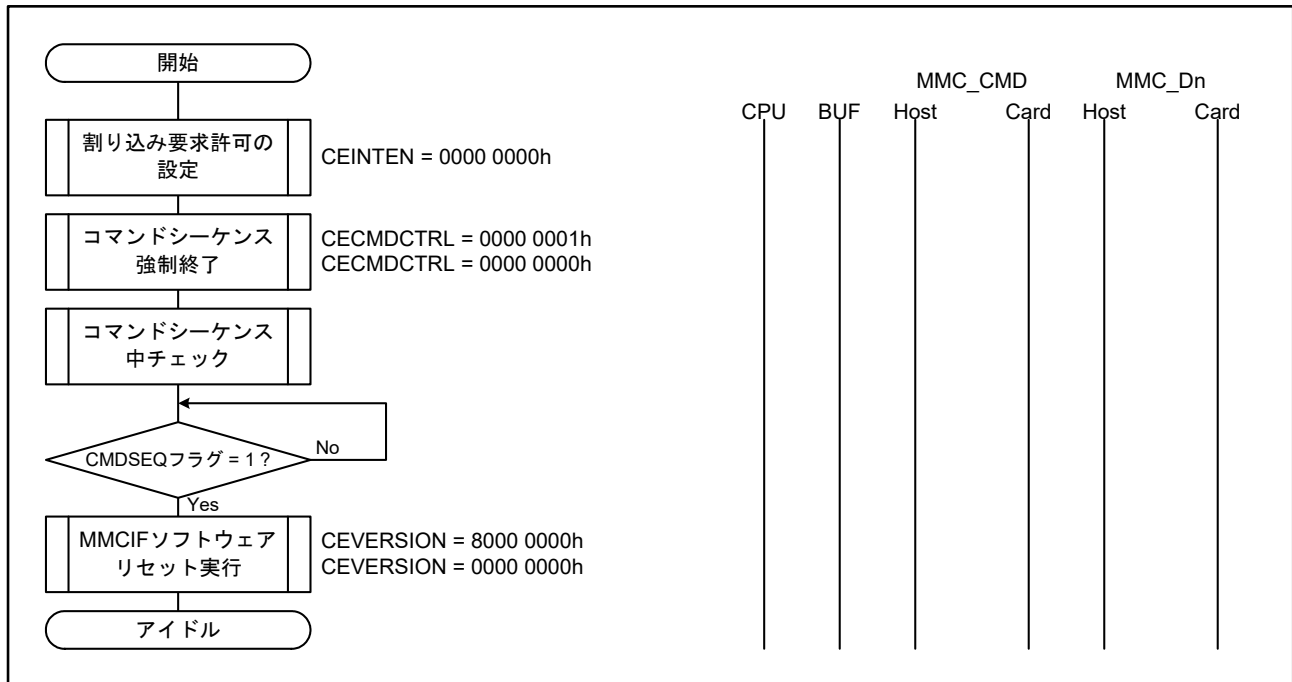 開始
割り込み要求許可の
設定
CEINTEN = 0000 0000h
コマンドシーケンス
強制終了
CECMDCTRL = 0000 0001h
CECMDCTRL = 0000 0000h
コマンドシーケンス
中チェック
CMDSEQフラグ = 1 ?
No
Yes
MMCIFソフトウェア
リセット実行
CEVERSION = 8000 0000h
CEVERSION = 0000 0000h
アイドル
MMC_CMD MMC_Dn
CPU BUF Host Card Host Card